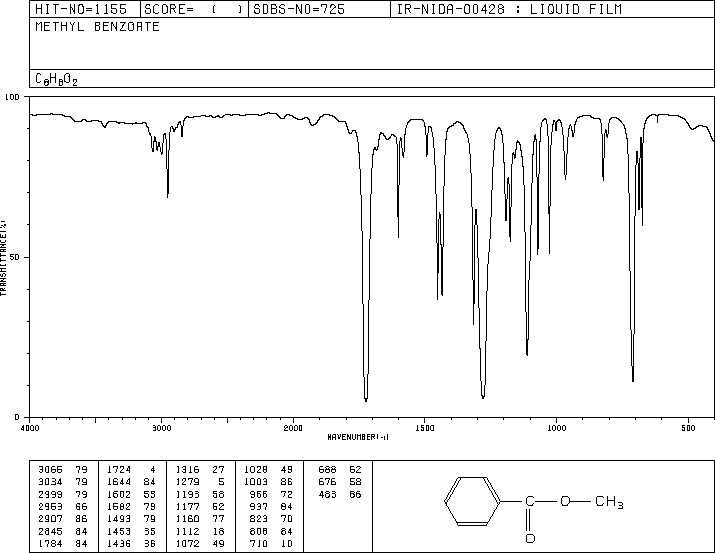 HIT-NO=1155 SCORE= ( ) SDBS-NO=725 IR-NIDA-00428 : LIQUID FILM
METHYL BENZOATE
C8H8O2
100
50
0
TRANSMITTANCE(%)
4000 3000 2000 1500 1000 500
WAVENUMBER(-1)
3066 79 1724 4 1316 27 1028 49 688 62
3034 79 1644 84 1279 5 1003 86 676 58
2999 79 1602 55 1193 58 966 72 483 86
2953 66 1582 79 1177 52 937 84
2907 86 1493 79 1160 77 823 70
2845 84 1453 35 1112 18 808 84
1784 84 1436 36 1072 49 710 10
C O CH3
O